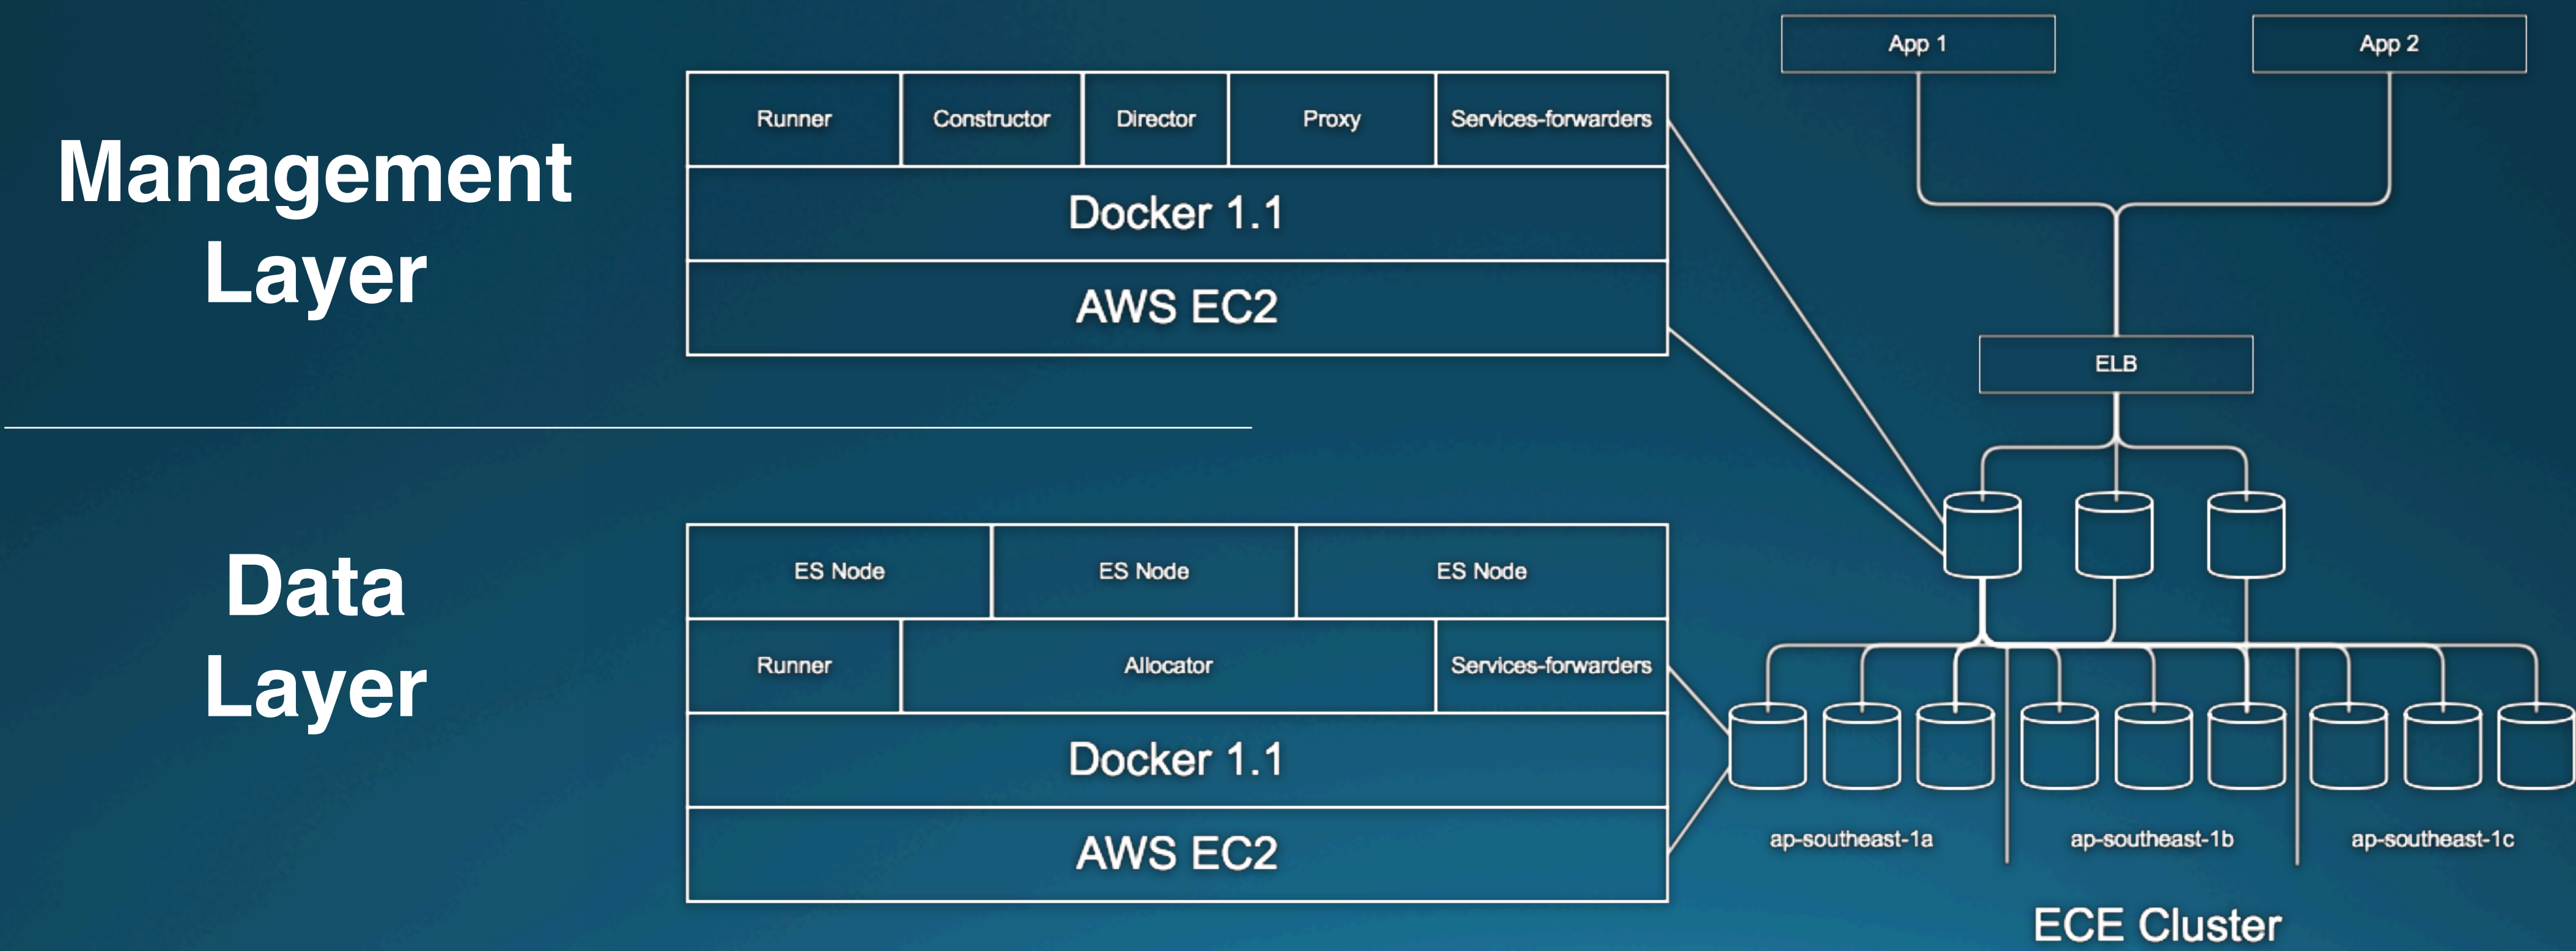 Management
Layer
Runner
Constructor
Director
Proxy
Services-forwarders
Docker 1.1
AWS EC2
Data
Layer
ES Node
ES Node
ES Node
Runner
Allocator
Services-forwarders
Docker 1.1
AWS EC2
App 1
App 2
ELB
ap-southeast-1a
ap-southeast-1b
ap-southeast-1c
ECE Cluster